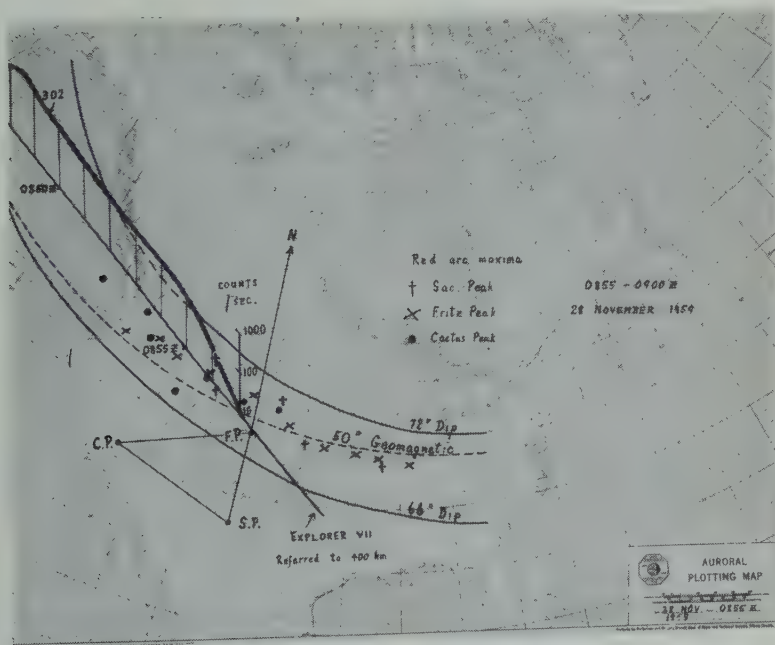 302
0850 Z
N
COUNTS
/SEC.
1000
100
10
Red arc maxima
† Sac. Peak
× Fritz Peak
● Cactus Peak
0855 - 0900 Z
28 NOVEMBER 1959
0855 Z
C.P.
F.P.
S.P.
72° DIP
50° Geomagnetic
66° DIP
EXPLORER VII
Referred to 400 km
AURORAL
PLOTTING MAP
28 NOV. - 0855 Z.
1959